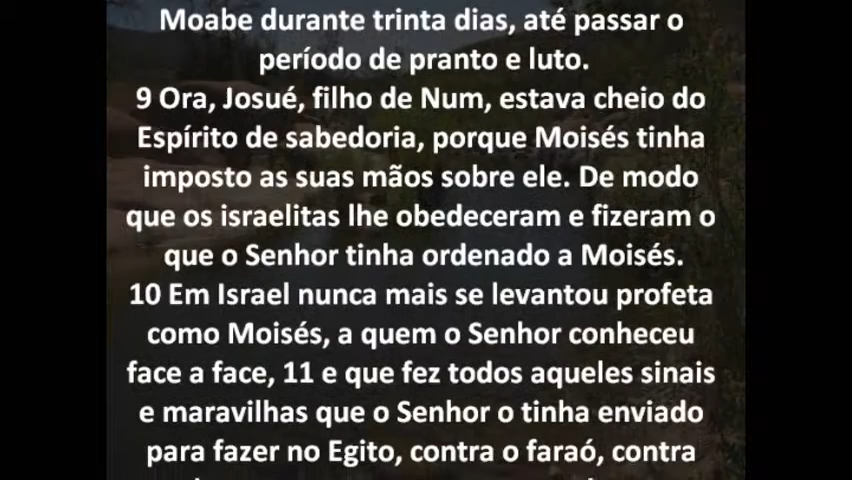 Moabe durante trinta dias, até passar o
período de pranto e luto.
9 Ora, Josué, filho de Num, estava cheio do
Espírito de sabedoria, porque Moisés tinha
imposto as suas mãos sobre ele. De modo
que os israelitas lhe obedeceram e fizeram o
que o Senhor tinha ordenado a Moisés.
10 Em Israel nunca mais se levantou profeta
como Moisés, a quem o Senhor conheceu
face a face, 11 e que fez todos aqueles sinais
e maravilhas que o Senhor o tinha enviado
para fazer no Egito, contra o faraó, contra